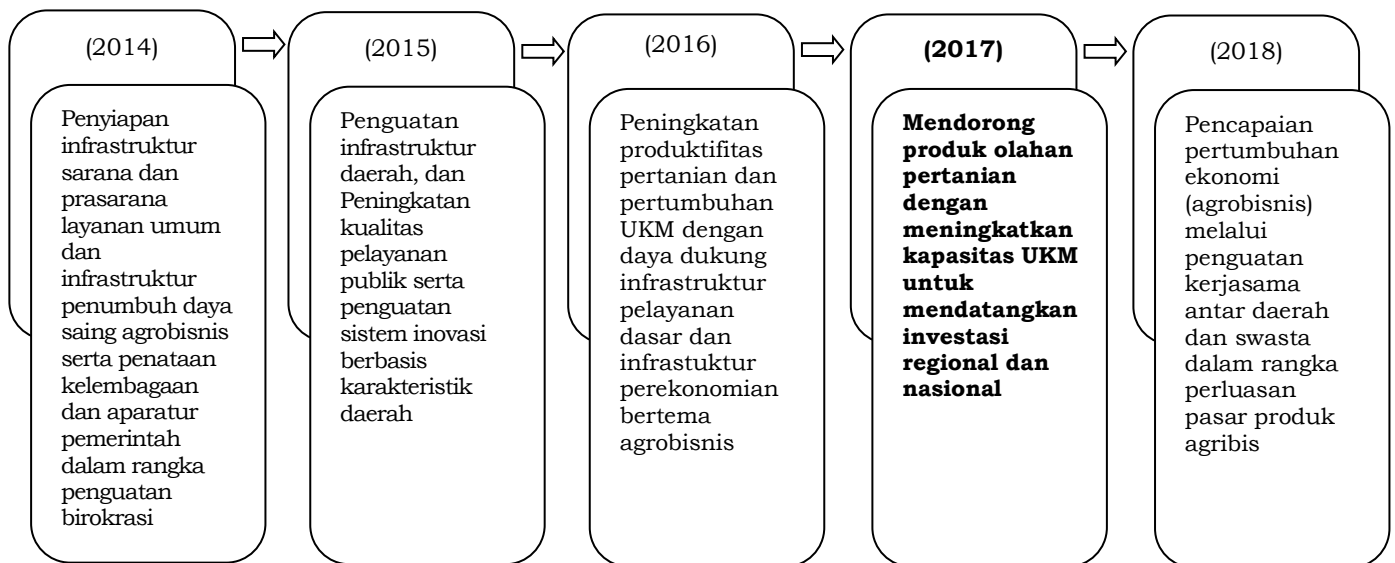 (2014)
Penyiapan
infrastruktur
sarana dan
prasarana
layanan umum
dan
infrastruktur
penumbuh daya
saing agrobisnis
serta penataan
kelembagaan
dan aparatur
pemerintah
dalam rangka
penguatan
birokrasi
(2015)
Penguatan
infrastruktur
daerah, dan
Peningkatan
kualitas
pelayanan
publik serta
penguatan
sistem inovasi
berbasis
karakteristik
daerah
(2016)
Peningkatan
produktifitas
pertanian dan
pertumbuhan
UKM dengan
daya dukung
infrastruktur
pelayanan
dasar dan
infrastuktur
perekonomian
bertema
agrobisnis
(2017)
Mendorong
produk olahan
pertanian
dengan
meningkatkan
kapasitas UKM
untuk
mendatangkan
investasi
regional dan
nasional
(2018)
Pencapaian
pertumbuhan
ekonomi
(agrobisnis)
melalui
penguatan
kerjasama
antar daerah
dan swasta
dalam rangka
perluasan
pasar produk
agribis